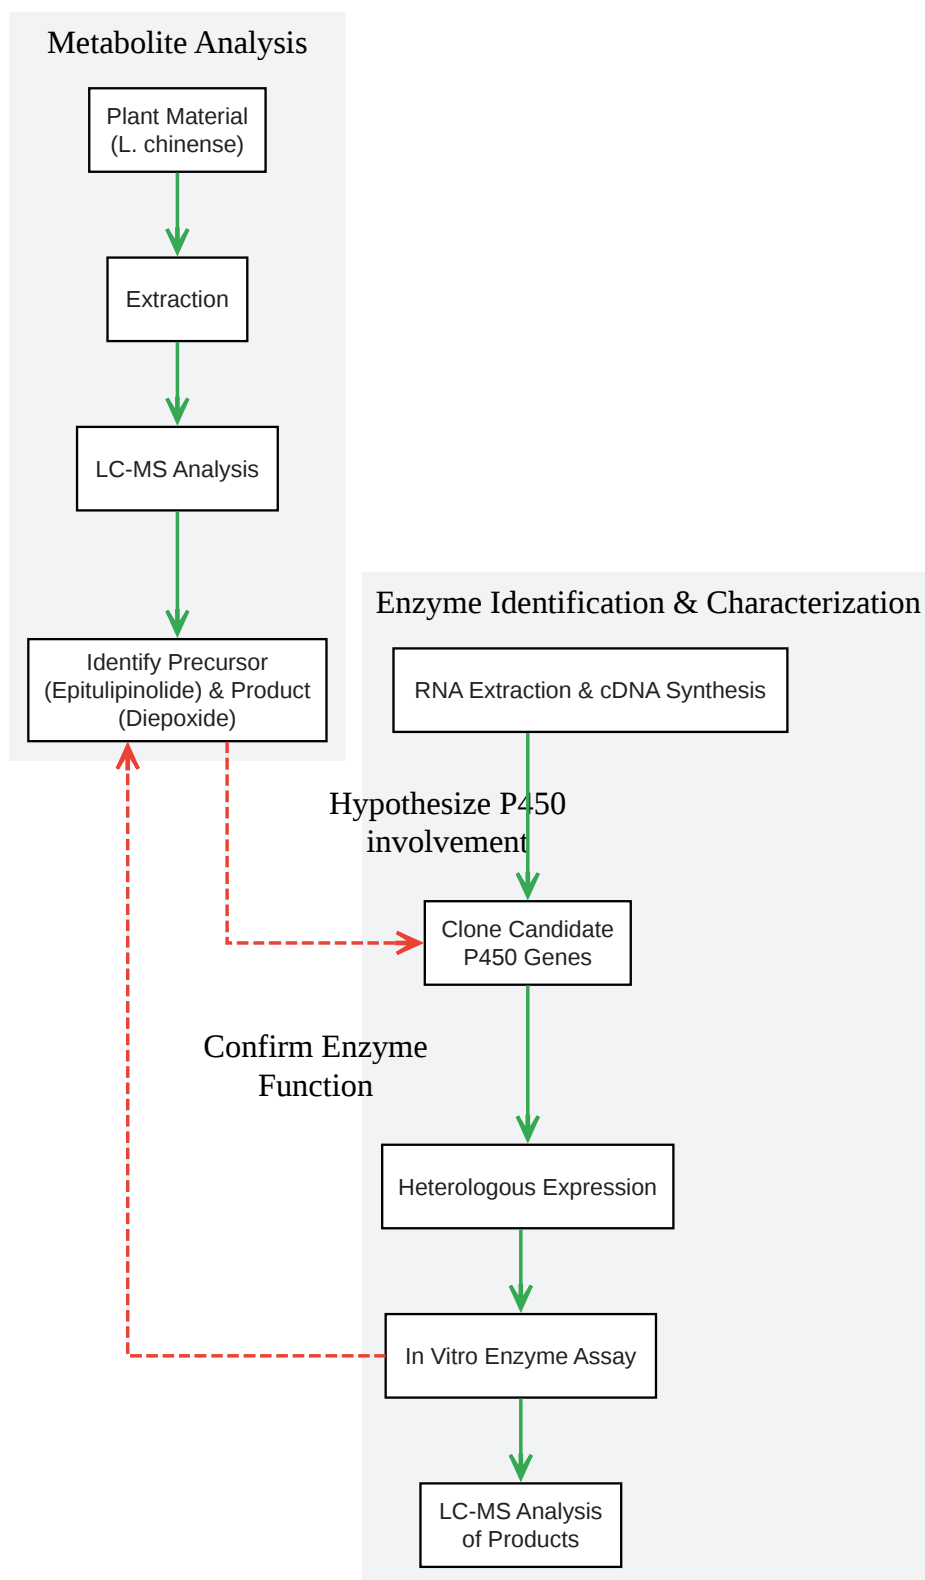 Metabolite Analysis
Plant Material
(L. chinense)
Extraction
LC-MS Analysis
Identify Precursor
(Epitulipinolide) & Product
(Diepoxide)
Enzyme Identification & Characterization
RNA Extraction & cDNA Synthesis
Hypothesize P450
involvement
Clone Candidate
P450 Genes
Confirm Enzyme
Function
Heterologous Expression
In Vitro Enzyme Assay
LC-MS Analysis
of Products